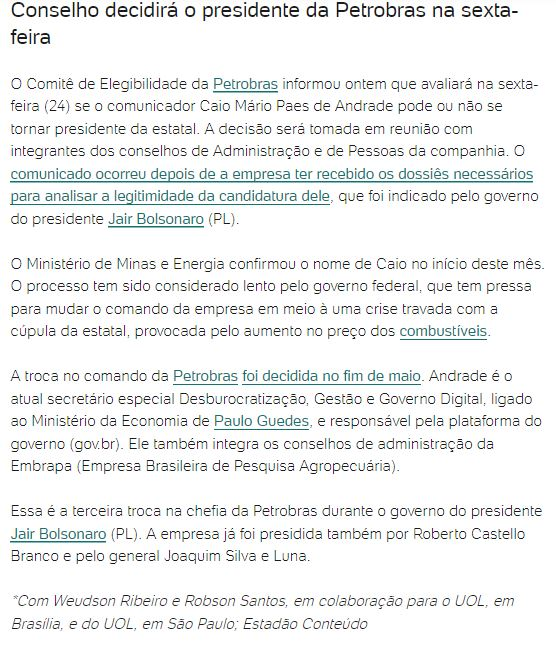 Conselho decidirá o presidente da Petrobras na sexta-
feira
O Comitê de Elegibilidade da Petrobras informou ontem que avaliará na sexta-
feira (24) se o comunicador Caio Mário Paes de Andrade pode ou não se
tornar presidente da estatal. A decisão será tomada em reunião com
integrantes dos conselhos de Administração e de Pessoas da companhia. O
comunicado ocorreu depois de a empresa ter recebido os dossiês necessários
para analisar a legitimidade da candidatura dele, que foi indicado pelo governo
do presidente Jair Bolsonaro (PL).
O Ministério de Minas e Energia confirmou o nome de Caio no início deste mês.
O processo tem sido considerado lento pelo governo federal, que tem pressa
para mudar o comando da empresa em meio à uma crise travada com a
cúpula da estatal, provocada pelo aumento no preço dos combustíveis.
A troca no comando da Petrobras foi decidida no fim de maio. Andrade é o
atual secretário especial Desburocratização, Gestão e Governo Digital, ligado
ao Ministério da Economia de Paulo Guedes, e responsável pela plataforma do
governo (gov.br). Ele também integra os conselhos de administração da
Embrapa (Empresa Brasileira de Pesquisa Agropecuária).
Essa é a terceira troca na chefia da Petrobras durante o governo do presidente
Jair Bolsonaro (PL). A empresa já foi presidida também por Roberto Castello
Branco e pelo general Joaquim Silva e Luna.
*Com Weudson Ribeiro e Robson Santos, em colaboração para o UOL, em
Brasília, e do UOL, em São Paulo; Estadão Conteúdo